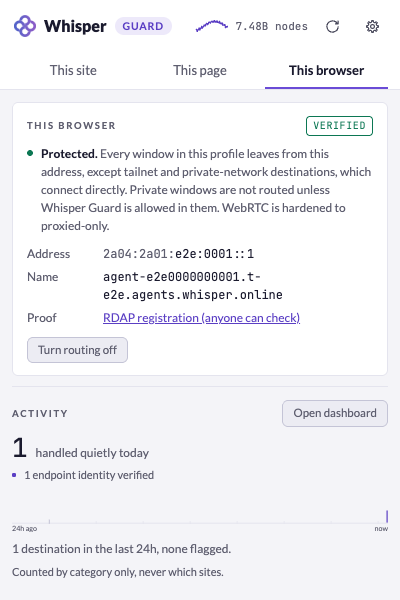 Whisper GUARD 7.48B nodes
This site This page This browser
THIS BROWSER VERIFIED
Protected. Every window in this profile leaves from this
address, except tailnet and private-network destinations, which
connect directly. Private windows are not routed unless
Whisper Guard is allowed in them. WebRTC is hardened to
proxied-only.
Address 2a04:2a01:e2e:0001::1
Name agent-e2e0000000001.t-
e2e.agents.whisper.online
Proof RDAP registration (anyone can check)
Turn routing off
ACTIVITY Open dashboard
1 handled quietly today
1 endpoint identity verified
24h ago now
1 destination in the last 24h, none flagged.
Counted by category only, never which sites.